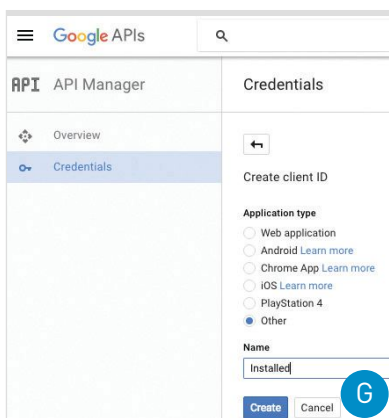 Google APIs
API API Manager
Credentials
Overview
Credentials
Create client ID
Application type
Web application
Android Learn more
Chrome App Learn more
iOS Learn more
PlayStation 4
Other
Name
Installed
Create Cancel
G